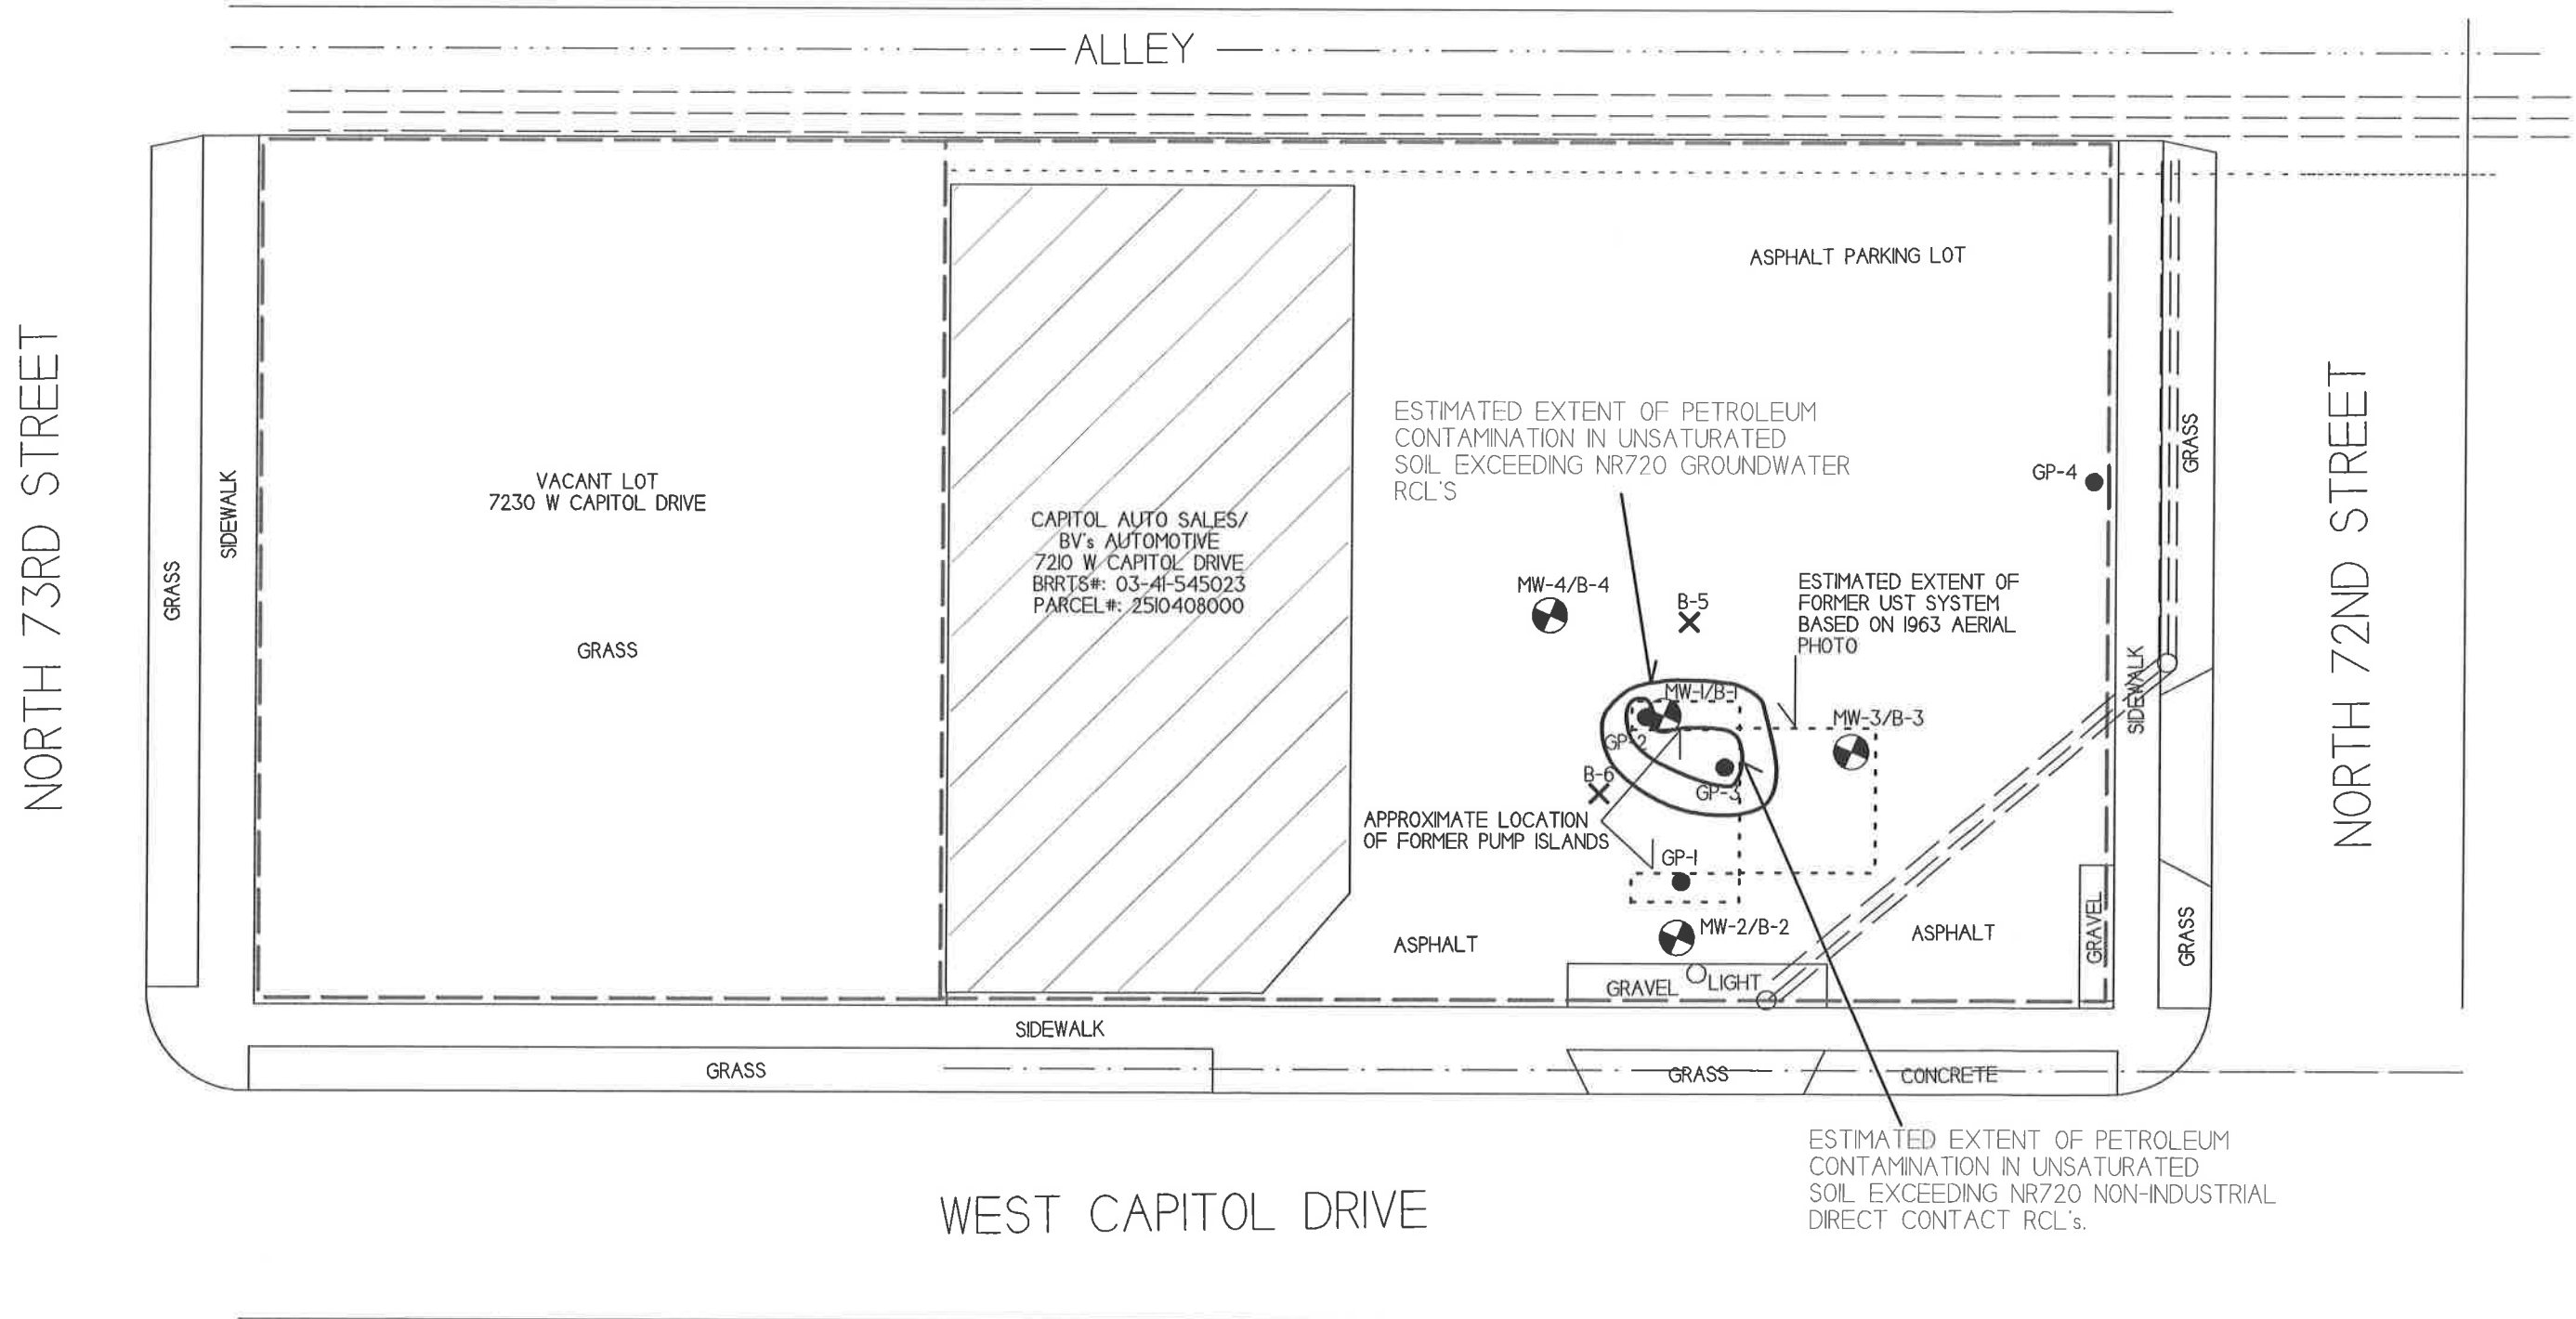 ALLEY
NORTH 73RD STREET
GRASS
SIDEWALK
VACANT LOT
7230 W CAPITOL DRIVE
GRASS
CAPITOL AUTO SALES/
BV's AUTOMOTIVE
7210 W CAPITOL DRIVE
BRRTS#: 03-41-545023
PARCEL#: 2510408000
ASPHALT PARKING LOT
ESTIMATED EXTENT OF PETROLEUM
CONTAMINATION IN UNSATURATED
SOIL EXCEEDING NR720 GROUNDWATER
RCL'S
GP-4
GRASS
NORTH 72ND STREET
MW-4/B-4
B-5
ESTIMATED EXTENT OF
FORMER UST SYSTEM
BASED ON 1963 AERIAL
PHOTO
SIDEWALK
MW-1/B-1
MW-3/B-3
GP-2
B-6
GP-3
APPROXIMATE LOCATION
OF FORMER PUMP ISLANDS
GP-1
MW-2/B-2
ASPHALT
ASPHALT
GRAVEL
GRASS
GRAVEL
LIGHT
SIDEWALK
GRASS
GRASS
CONCRETE
ESTIMATED EXTENT OF PETROLEUM
CONTAMINATION IN UNSATURATED
SOIL EXCEEDING NR720 NON-INDUSTRIAL
DIRECT CONTACT RCL's.
WEST CAPITOL DRIVE